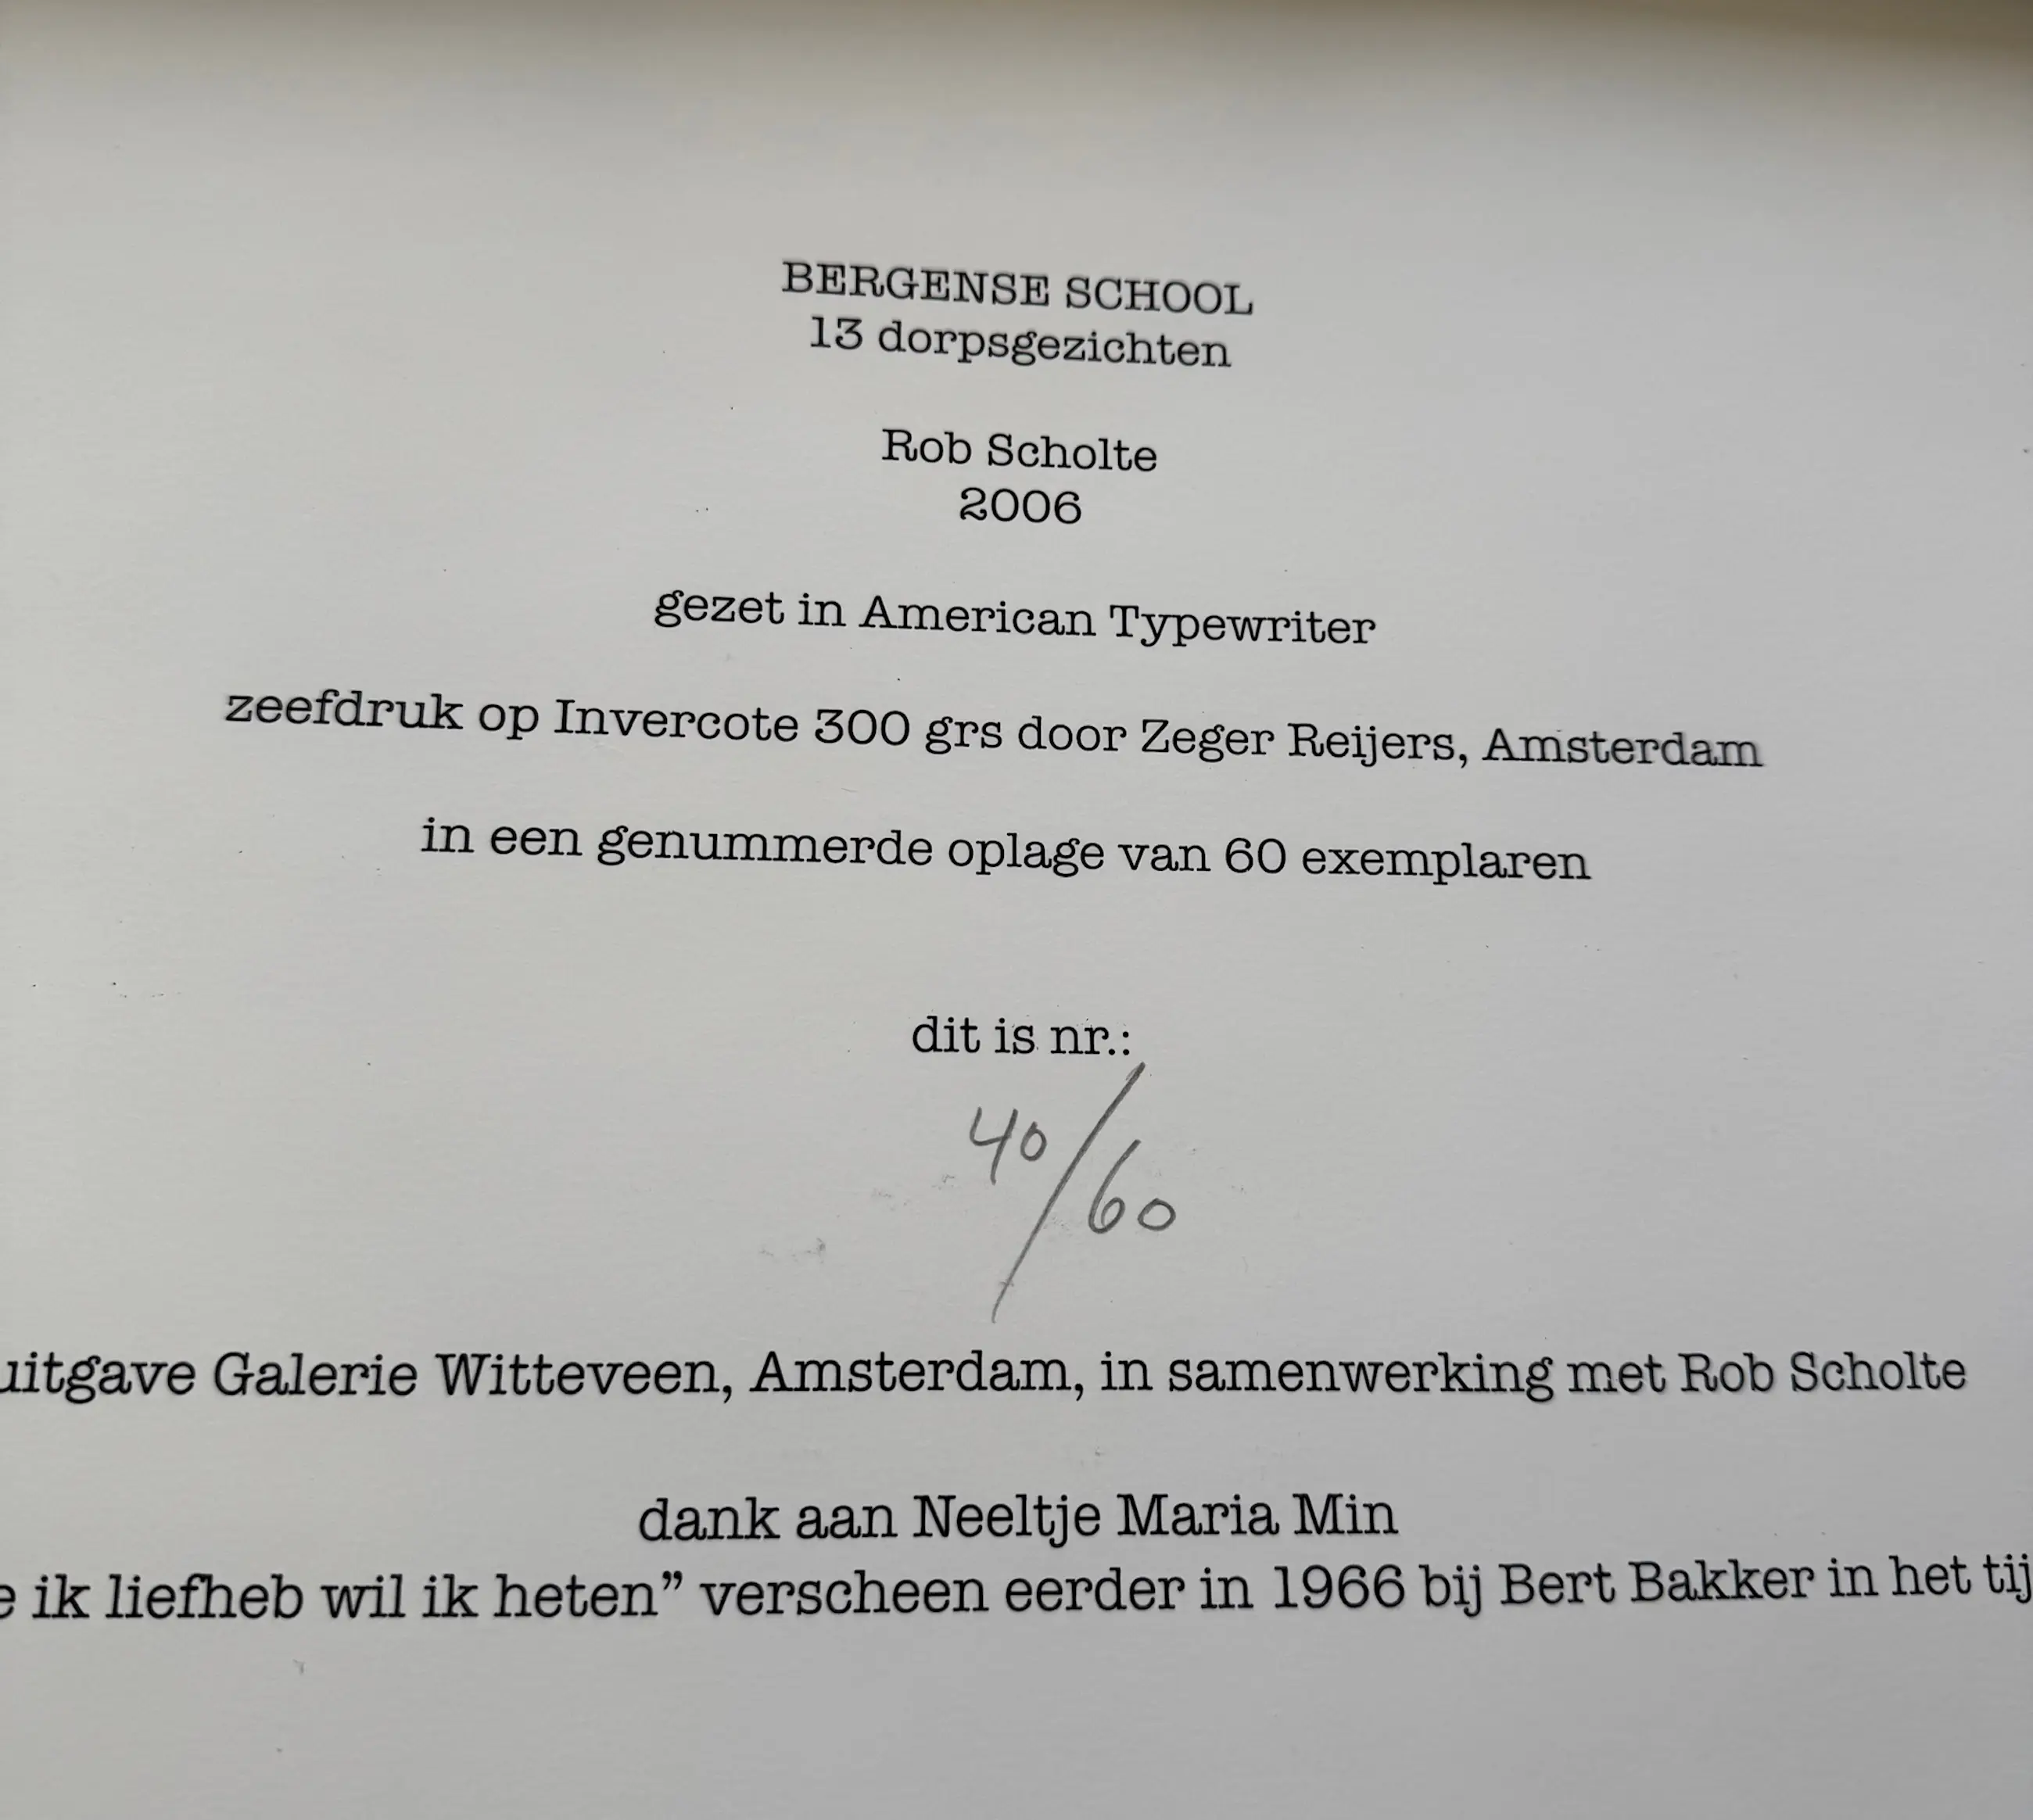 BERGENSE SCHOOL
13 dorpsgezichten
Rob Scholte
2006
gezet in American Typewriter
zeefdruk op Invercote 300 grs door Zeger Reijers, Amsterdam
in een genummerde oplage van 60 exemplaren
dit is nr.:
40/60
uitgave Galerie Witteveen, Amsterdam, in samenwerking met Rob Scholte
dank aan Neeltje Maria Min
ik liefheb wil ik heten” verscheen eerder in 1966 bij Bert Bakker in het